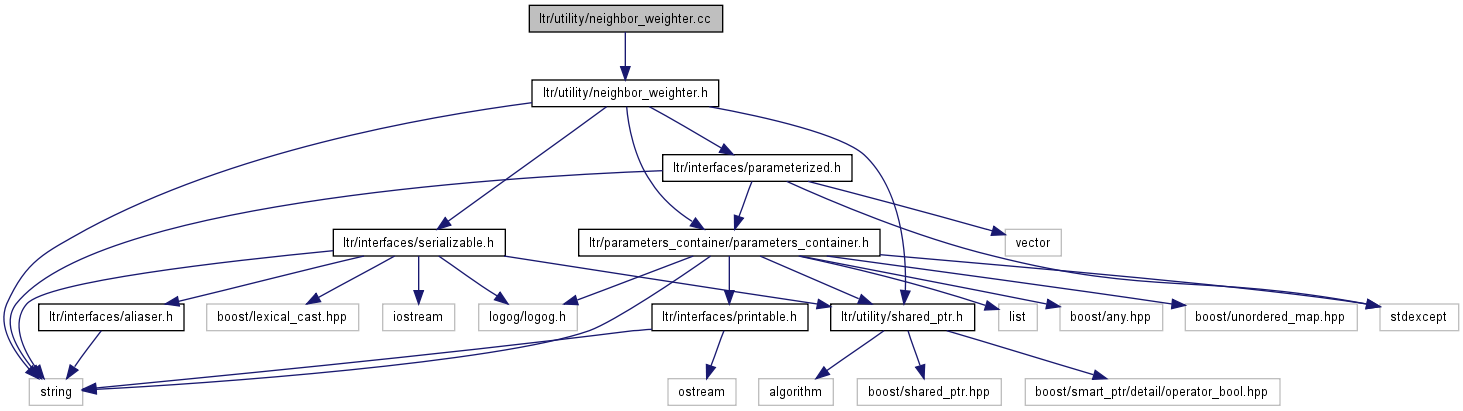 ltr/utility/neighbor_weighter.cc
ltr/utility/neighbor_weighter.h
ltr/interfaces/parameterized.h
ltr/interfaces/serializable.h
ltr/parameters_container/parameters_container.h
vector
ltr/interfaces/aliaser.h
boost/lexical_cast.hpp
iostream
logog/logog.h
ltr/interfaces/printable.h
ltr/utility/shared_ptr.h
list
boost/any.hpp
boost/unordered_map.hpp
stdexcept
string
ostream
algorithm
boost/shared_ptr.hpp
boost/smart_ptr/detail/operator_bool.hpp